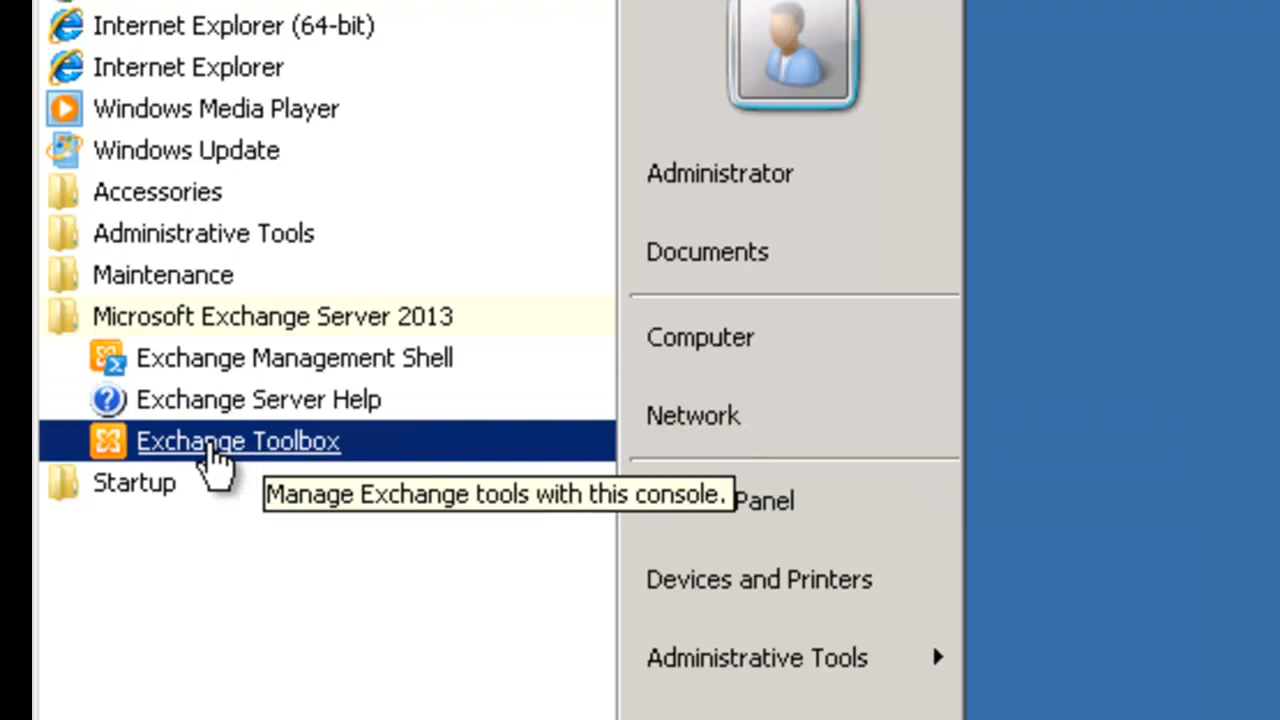 Internet Explorer (64-bit)
Internet Explorer
Windows Media Player
Windows Update
Accessories
Administrative Tools
Maintenance
Microsoft Exchange Server 2013
Exchange Management Shell
Exchange Server Help
Exchange Toolbox
Startup
Manage Exchange tools with this console.
Administrator
Documents
Computer
Network
Panel
Devices and Printers
Administrative Tools